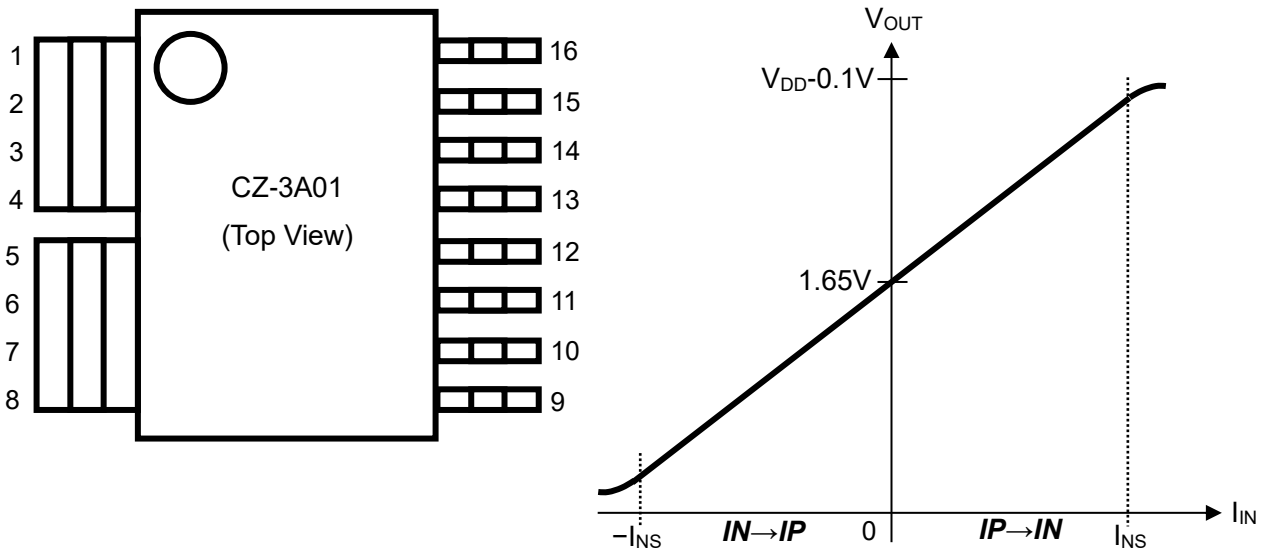 1
2
3
4
5
6
7
8
CZ-3A01
(Top View)
16
15
14
13
12
11
10
9
VOUT
VDD-0.1V
1.65V
IIN
−INS
IN→IP
0
IP→IN
INS